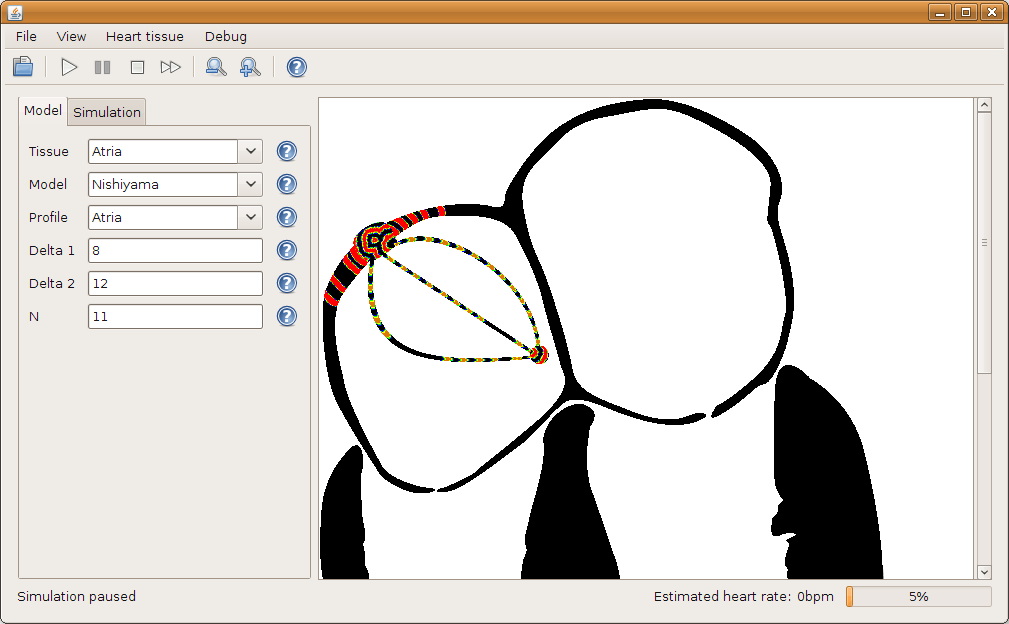 File View Heart tissue Debug
Model Simulation
Tissue Atria
Model Nishiyama
Profile Atria
Delta 1 8
Delta 2 12
N 11
Simulation paused Estimated heart rate: 0bpm 5%